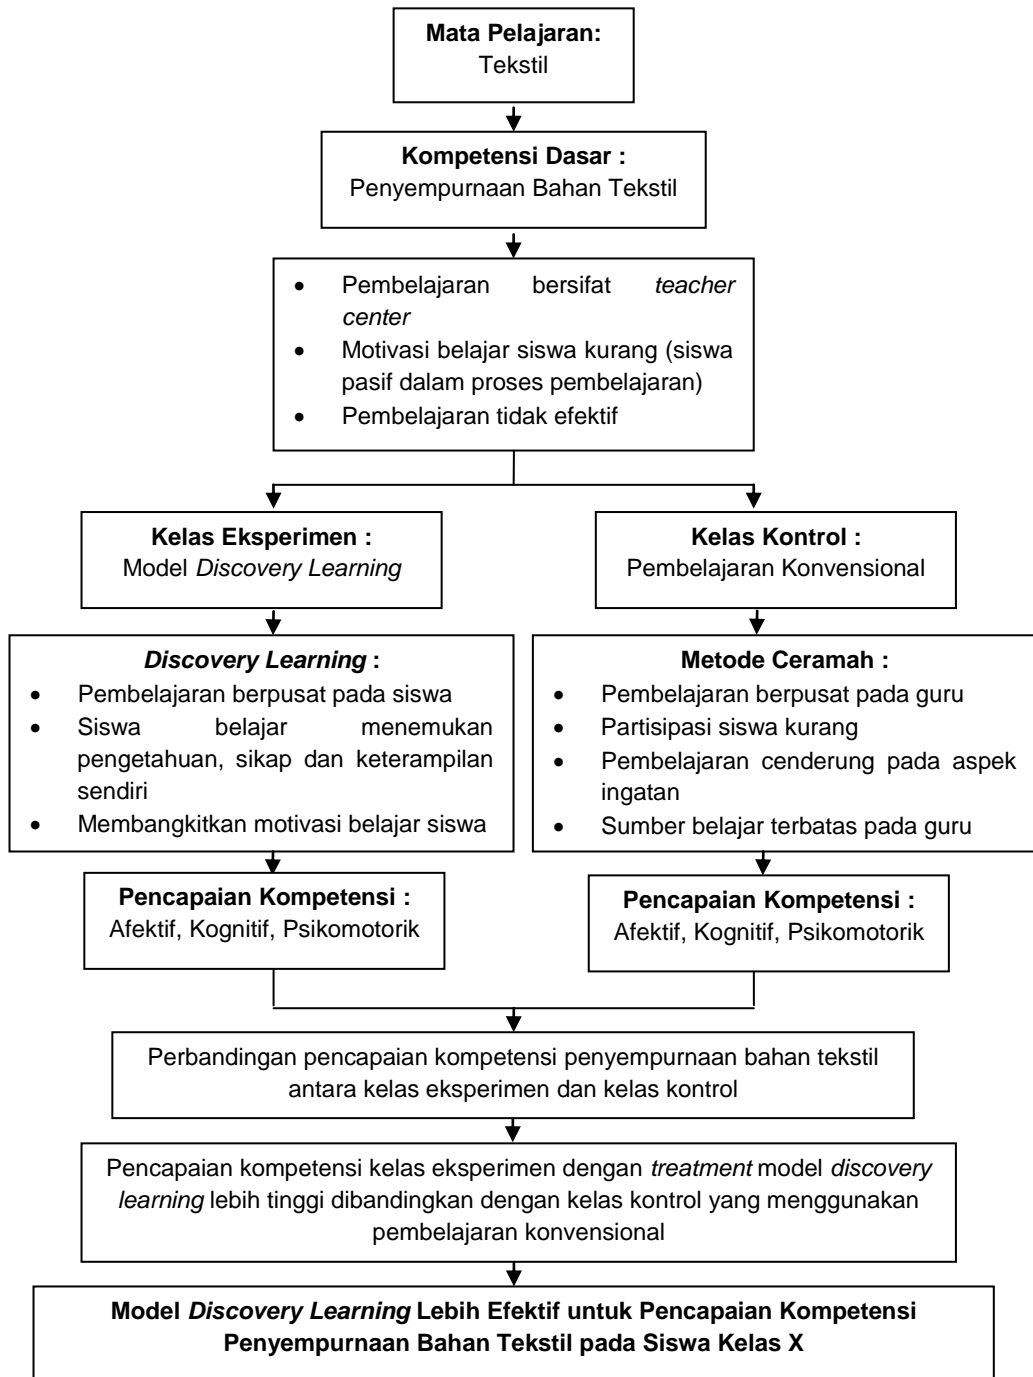 Mata Pelajaran:
Tekstil
Kompetensi Dasar :
Penyempurnaan Bahan Tekstil
• Pembelajaran bersifat teacher
center
• Motivasi belajar siswa kurang (siswa
pasif dalam proses pembelajaran)
• Pembelajaran tidak efektif
Kelas Eksperimen :
Model Discovery Learning
Kelas Kontrol :
Pembelajaran Konvensional
Discovery Learning :
• Pembelajaran berpusat pada siswa
• Siswa belajar menemukan
pengetahuan, sikap dan keterampilan
sendiri
• Membangkitkan motivasi belajar siswa
Metode Ceramah :
• Pembelajaran berpusat pada guru
• Partisipasi siswa kurang
• Pembelajaran cenderung pada aspek
ingatan
• Sumber belajar terbatas pada guru
Pencapaian Kompetensi :
Afektif, Kognitif, Psikomotorik
Pencapaian Kompetensi :
Afektif, Kognitif, Psikomotorik
Perbandingan pencapaian kompetensi penyempurnaan bahan tekstil
antara kelas eksperimen dan kelas kontrol
Pencapaian kompetensi kelas eksperimen dengan treatment model discovery
learning lebih tinggi dibandingkan dengan kelas kontrol yang menggunakan
pembelajaran konvensional
Model Discovery Learning Lebih Efektif untuk Pencapaian Kompetensi
Penyempurnaan Bahan Tekstil pada Siswa Kelas X